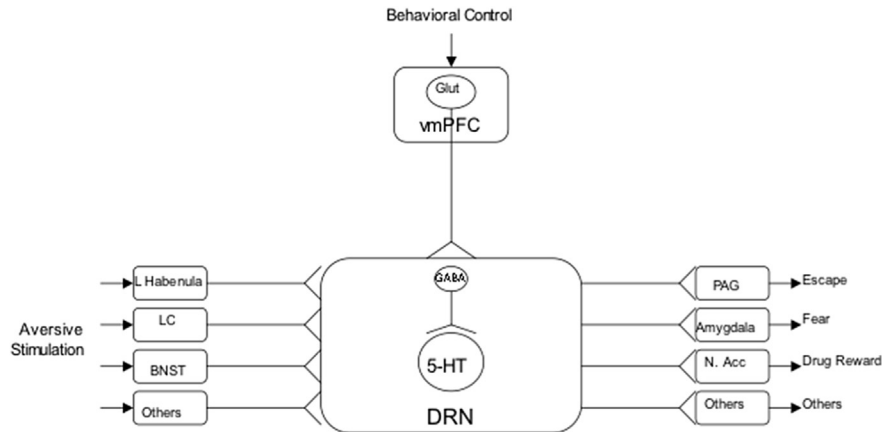 Behavioral Control
Glut
vmPFC
Aversive
Stimulation
L Habenula
LC
BNST
Others
GABA
5-HT
DRN
PAG
Amygdala
N. Acc
Others
Escape
Fear
Drug Reward
Others